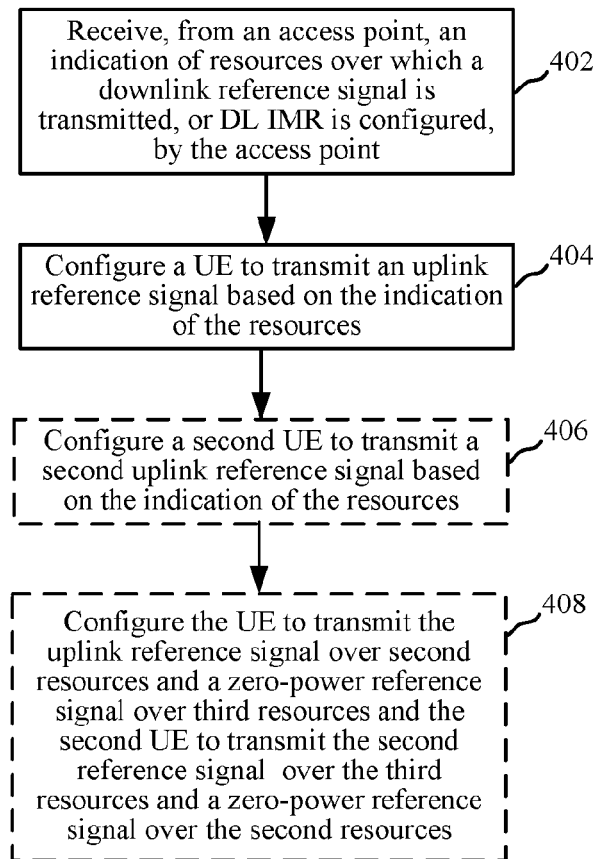 Receive, from an access point, an
indication of resources over which a
downlink reference signal is
transmitted, or DL IMR is configured,
by the access point
402
Configure a UE to transmit an uplink
reference signal based on the indication
of the resources
404
Configure a second UE to transmit a
second uplink reference signal based
on the indication of the resources
406
Configure the UE to transmit the
uplink reference signal over second
resources and a zero-power reference
signal over third resources and the
second UE to transmit the second
reference signal over the third
resources and a zero-power reference
signal over the second resources
408